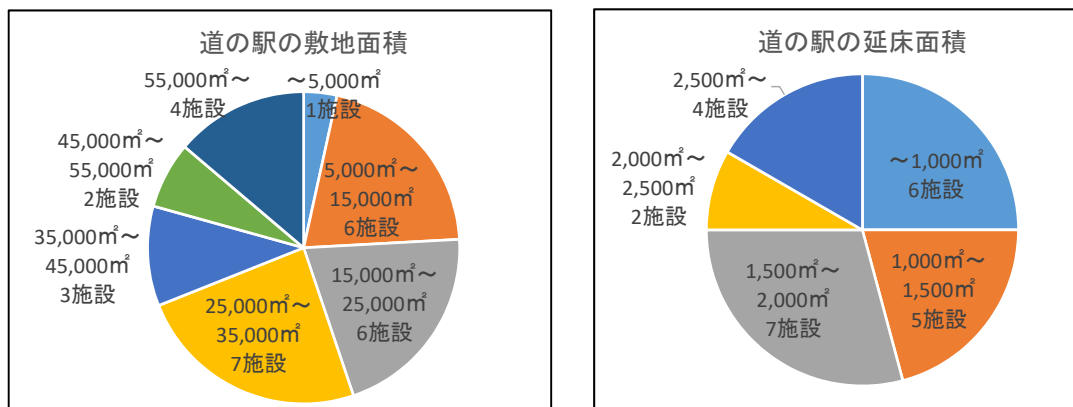 道の駅の敷地面積
～5,000㎡
1施設
5,000㎡～
15,000㎡
6施設
15,000㎡～
25,000㎡
6施設
25,000㎡～
35,000㎡
7施設
35,000㎡～
45,000㎡
3施設
45,000㎡～
55,000㎡
2施設
55,000㎡～
4施設
道の駅の延床面積
～1,000㎡
6施設
1,000㎡～
1,500㎡
5施設
1,500㎡～
2,000㎡
7施設
2,000㎡～
2,500㎡
2施設
2,500㎡～
4施設